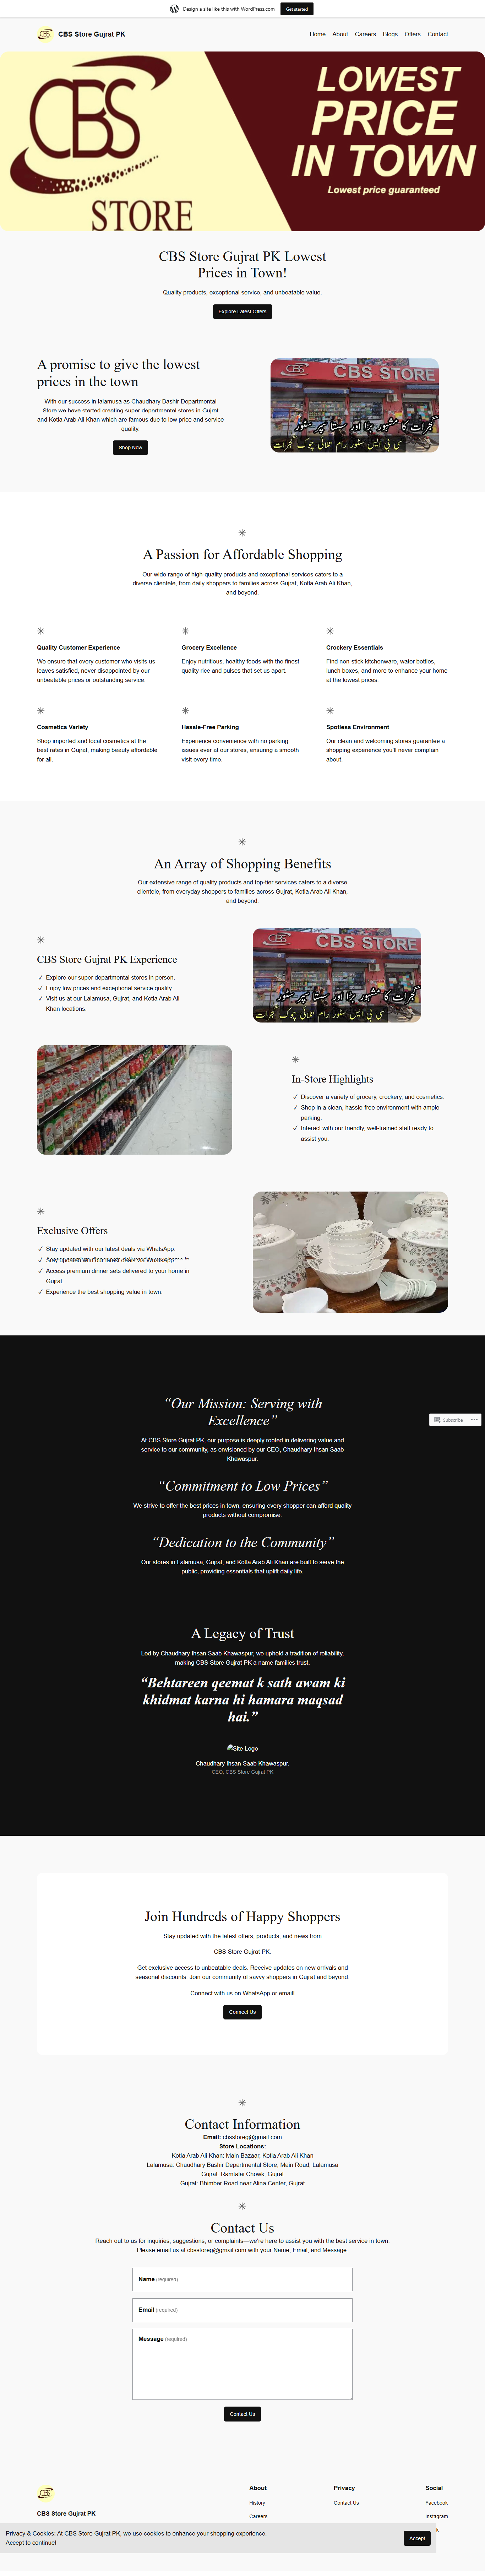 Design a site like this with WordPress.com
Get started
CBS Store Gujrat PK
Home
About
Careers
Blogs
Offers
Contact
CBS
STORE
LOWEST
PRICE
IN TOWN
Lowest price guaranteed
CBS Store Gujrat PK Lowest
Prices in Town!
Quality products, exceptional service, and unbeatable value.
Explore Latest Offers
A promise to give the lowest
prices in the town
With our success in lalamusa as Chaudhary Bashir Departmental
Store we have started creating super departmental stores in Gujrat
and Kotla Arab Ali Khan which are famous due to low price and service
quality.
Shop Now
CBS STORE
گجرات کا مشہور بڑا اور سستا سپر سٹور
سی بی ایس سٹور رام تلائی چوک گجرات
A Passion for Affordable Shopping
Our wide range of high-quality products and exceptional services caters to a
diverse clientele, from daily shoppers to families across Gujrat, Kotla Arab Ali Khan,
and beyond.
Quality Customer Experience
We ensure that every customer who visits us
leaves satisfied, never disappointed by our
unbeatable prices or outstanding service.
Grocery Excellence
Enjoy nutritious, healthy foods with the finest
quality rice and pulses that set us apart.
Crockery Essentials
Find non-stick kitchenware, water bottles,
lunch boxes, and more to enhance your home
at the lowest prices.
Cosmetics Variety
Shop imported and local cosmetics at the
best rates in Gujrat, making beauty affordable
for all.
Hassle-Free Parking
Experience convenience with no parking
issues ever at our stores, ensuring a smooth
visit every time.
Spotless Environment
Our clean and welcoming stores guarantee a
shopping experience you'll never complain
about.
An Array of Shopping Benefits
Our extensive range of quality products and top-tier services caters to a diverse
clientele, from everyday shoppers to families across Gujrat, Kotla Arab Ali Khan,
and beyond.
CBS Store Gujrat PK Experience
✓ Explore our super departmental stores in person.
✓ Enjoy low prices and exceptional service quality.
✓ Visit us at our Lalamusa, Gujrat, and Kotla Arab Ali
Khan locations.
CBS STORE
گجرات کا مشہور بڑا اور سستا سپر سٹور
سی بی ایس سٹور رام تلائی چوک گجرات
In-Store Highlights
✓ Discover a variety of grocery, crockery, and cosmetics.
✓ Shop in a clean, hassle-free environment with ample
parking.
✓ Interact with our friendly, well-trained staff ready to
assist you.
Exclusive Offers
✓ Stay updated with our latest deals via WhatsApp.
✓ Access premium dinner sets delivered to your home in
Gujrat.
✓ Experience the best shopping value in town.
“Our Mission: Serving with
Excellence”
At CBS Store Gujrat PK, our purpose is deeply rooted in delivering value and
service to our community, as envisioned by our CEO, Chaudhary Ihsan Saab
Khawaspur.
“Commitment to Low Prices”
We strive to offer the best prices in town, ensuring every shopper can afford quality
products without compromise.
“Dedication to the Community”
Our stores in Lalamusa, Gujrat, and Kotla Arab Ali Khan are built to serve the
public, providing essentials that uplift daily life.
Subscribe
A Legacy of Trust
Led by Chaudhary Ihsan Saab Khawaspur, we uphold a tradition of reliability,
making CBS Store Gujrat PK a name families trust.
“Behtareen qeemat k sath awam ki
khidmat karna hi hamara maqsad
hai.”
Site Logo
Chaudhary Ihsan Saab Khawaspur.
CEO, CBS Store Gujrat PK
Join Hundreds of Happy Shoppers
Stay updated with the latest offers, products, and news from
CBS Store Gujrat PK
Get exclusive access to unbeatable deals. Receive updates on new arrivals and
seasonal discounts. Join our community of savvy shoppers in Gujrat and beyond.
Connect with us on WhatsApp or email!
Connect Us
Contact Information
Email: cbsstoreg@gmail.com
Store Locations:
Kotla Arab Ali Khan: Main Bazaar, Kotla Arab Ali Khan
Lalamusa: Chaudhary Bashir Departmental Store, Main Road, Lalamusa
Gujrat: Ramtalai Chowk, Gujrat
Gujrat: Bhimber Road near Alina Center, Gujrat
Contact Us
Reach out to us for inquiries, suggestions, or complaints—we're here to assist you with the best service in town.
Please email us at cbsstoreg@gmail.com with your Name, Email, and Message.
Name (required)
Email (required)
Message (required)
Contact Us
CBS Store Gujrat PK
About
History
Careers
Privacy
Contact Us
Social
Facebook
Instagram
Privacy & Cookies: At CBS Store Gujrat PK, we use cookies to enhance your shopping experience.
Accept to continue!
Accept